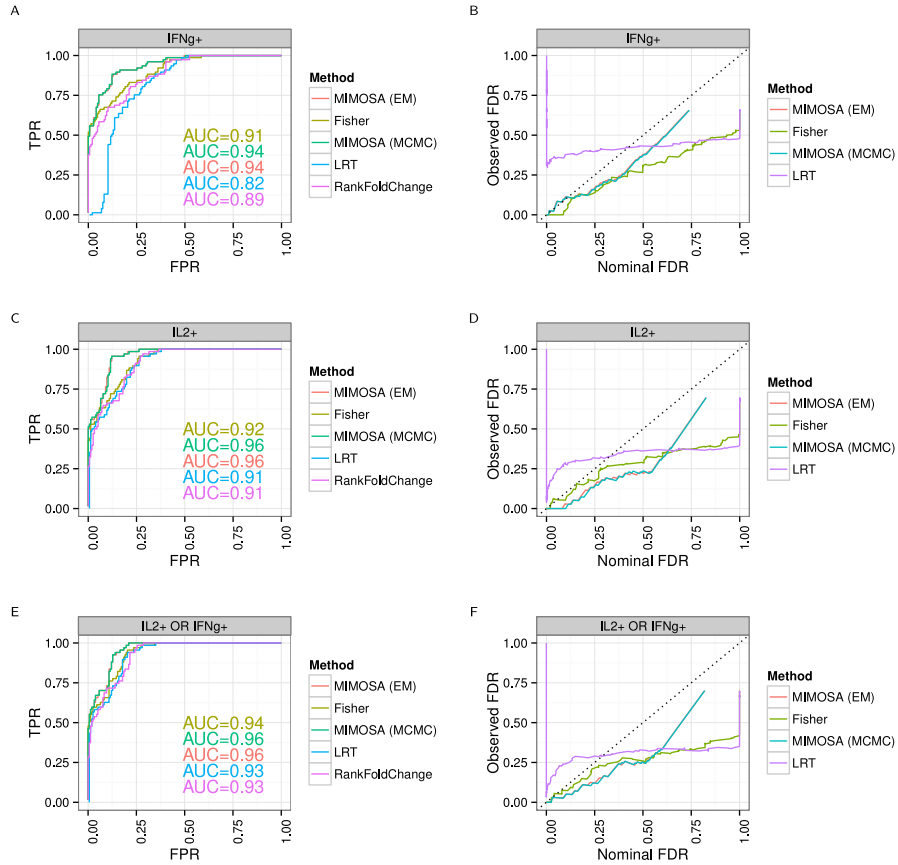 A
IFNg+
1.00
0.75
0.50
0.25
0.00
TPR
AUC=0.91
AUC=0.94
AUC=0.94
AUC=0.82
AUC=0.89
0.00
0.25
0.50
0.75
1.00
FPR
Method
MIMOSA (EM)
Fisher
MIMOSA (MCMC)
LRT
RankFoldChange
B
IFNg+
1.00
0.75
0.50
0.25
0.00
Observed FDR
0.00
0.25
0.50
0.75
1.00
Nominal FDR
Method
MIMOSA (EM)
Fisher
MIMOSA (MCMC)
LRT
C
IL2+
1.00
0.75
0.50
0.25
0.00
TPR
AUC=0.92
AUC=0.96
AUC=0.96
AUC=0.91
AUC=0.91
0.00
0.25
0.50
0.75
1.00
FPR
Method
MIMOSA (EM)
Fisher
MIMOSA (MCMC)
LRT
RankFoldChange
D
IL2+
1.00
0.75
0.50
0.25
0.00
Observed FDR
0.00
0.25
0.50
0.75
1.00
Nominal FDR
Method
MIMOSA (EM)
Fisher
MIMOSA (MCMC)
LRT
E
IL2+ OR IFNg+
1.00
0.75
0.50
0.25
0.00
TPR
AUC=0.94
AUC=0.96
AUC=0.96
AUC=0.93
AUC=0.93
0.00
0.25
0.50
0.75
1.00
FPR
Method
MIMOSA (EM)
Fisher
MIMOSA (MCMC)
LRT
RankFoldChange
F
IL2+ OR IFNg+
1.00
0.75
0.50
0.25
0.00
Observed FDR
0.00
0.25
0.50
0.75
1.00
Nominal FDR
Method
MIMOSA (EM)
Fisher
MIMOSA (MCMC)
LRT